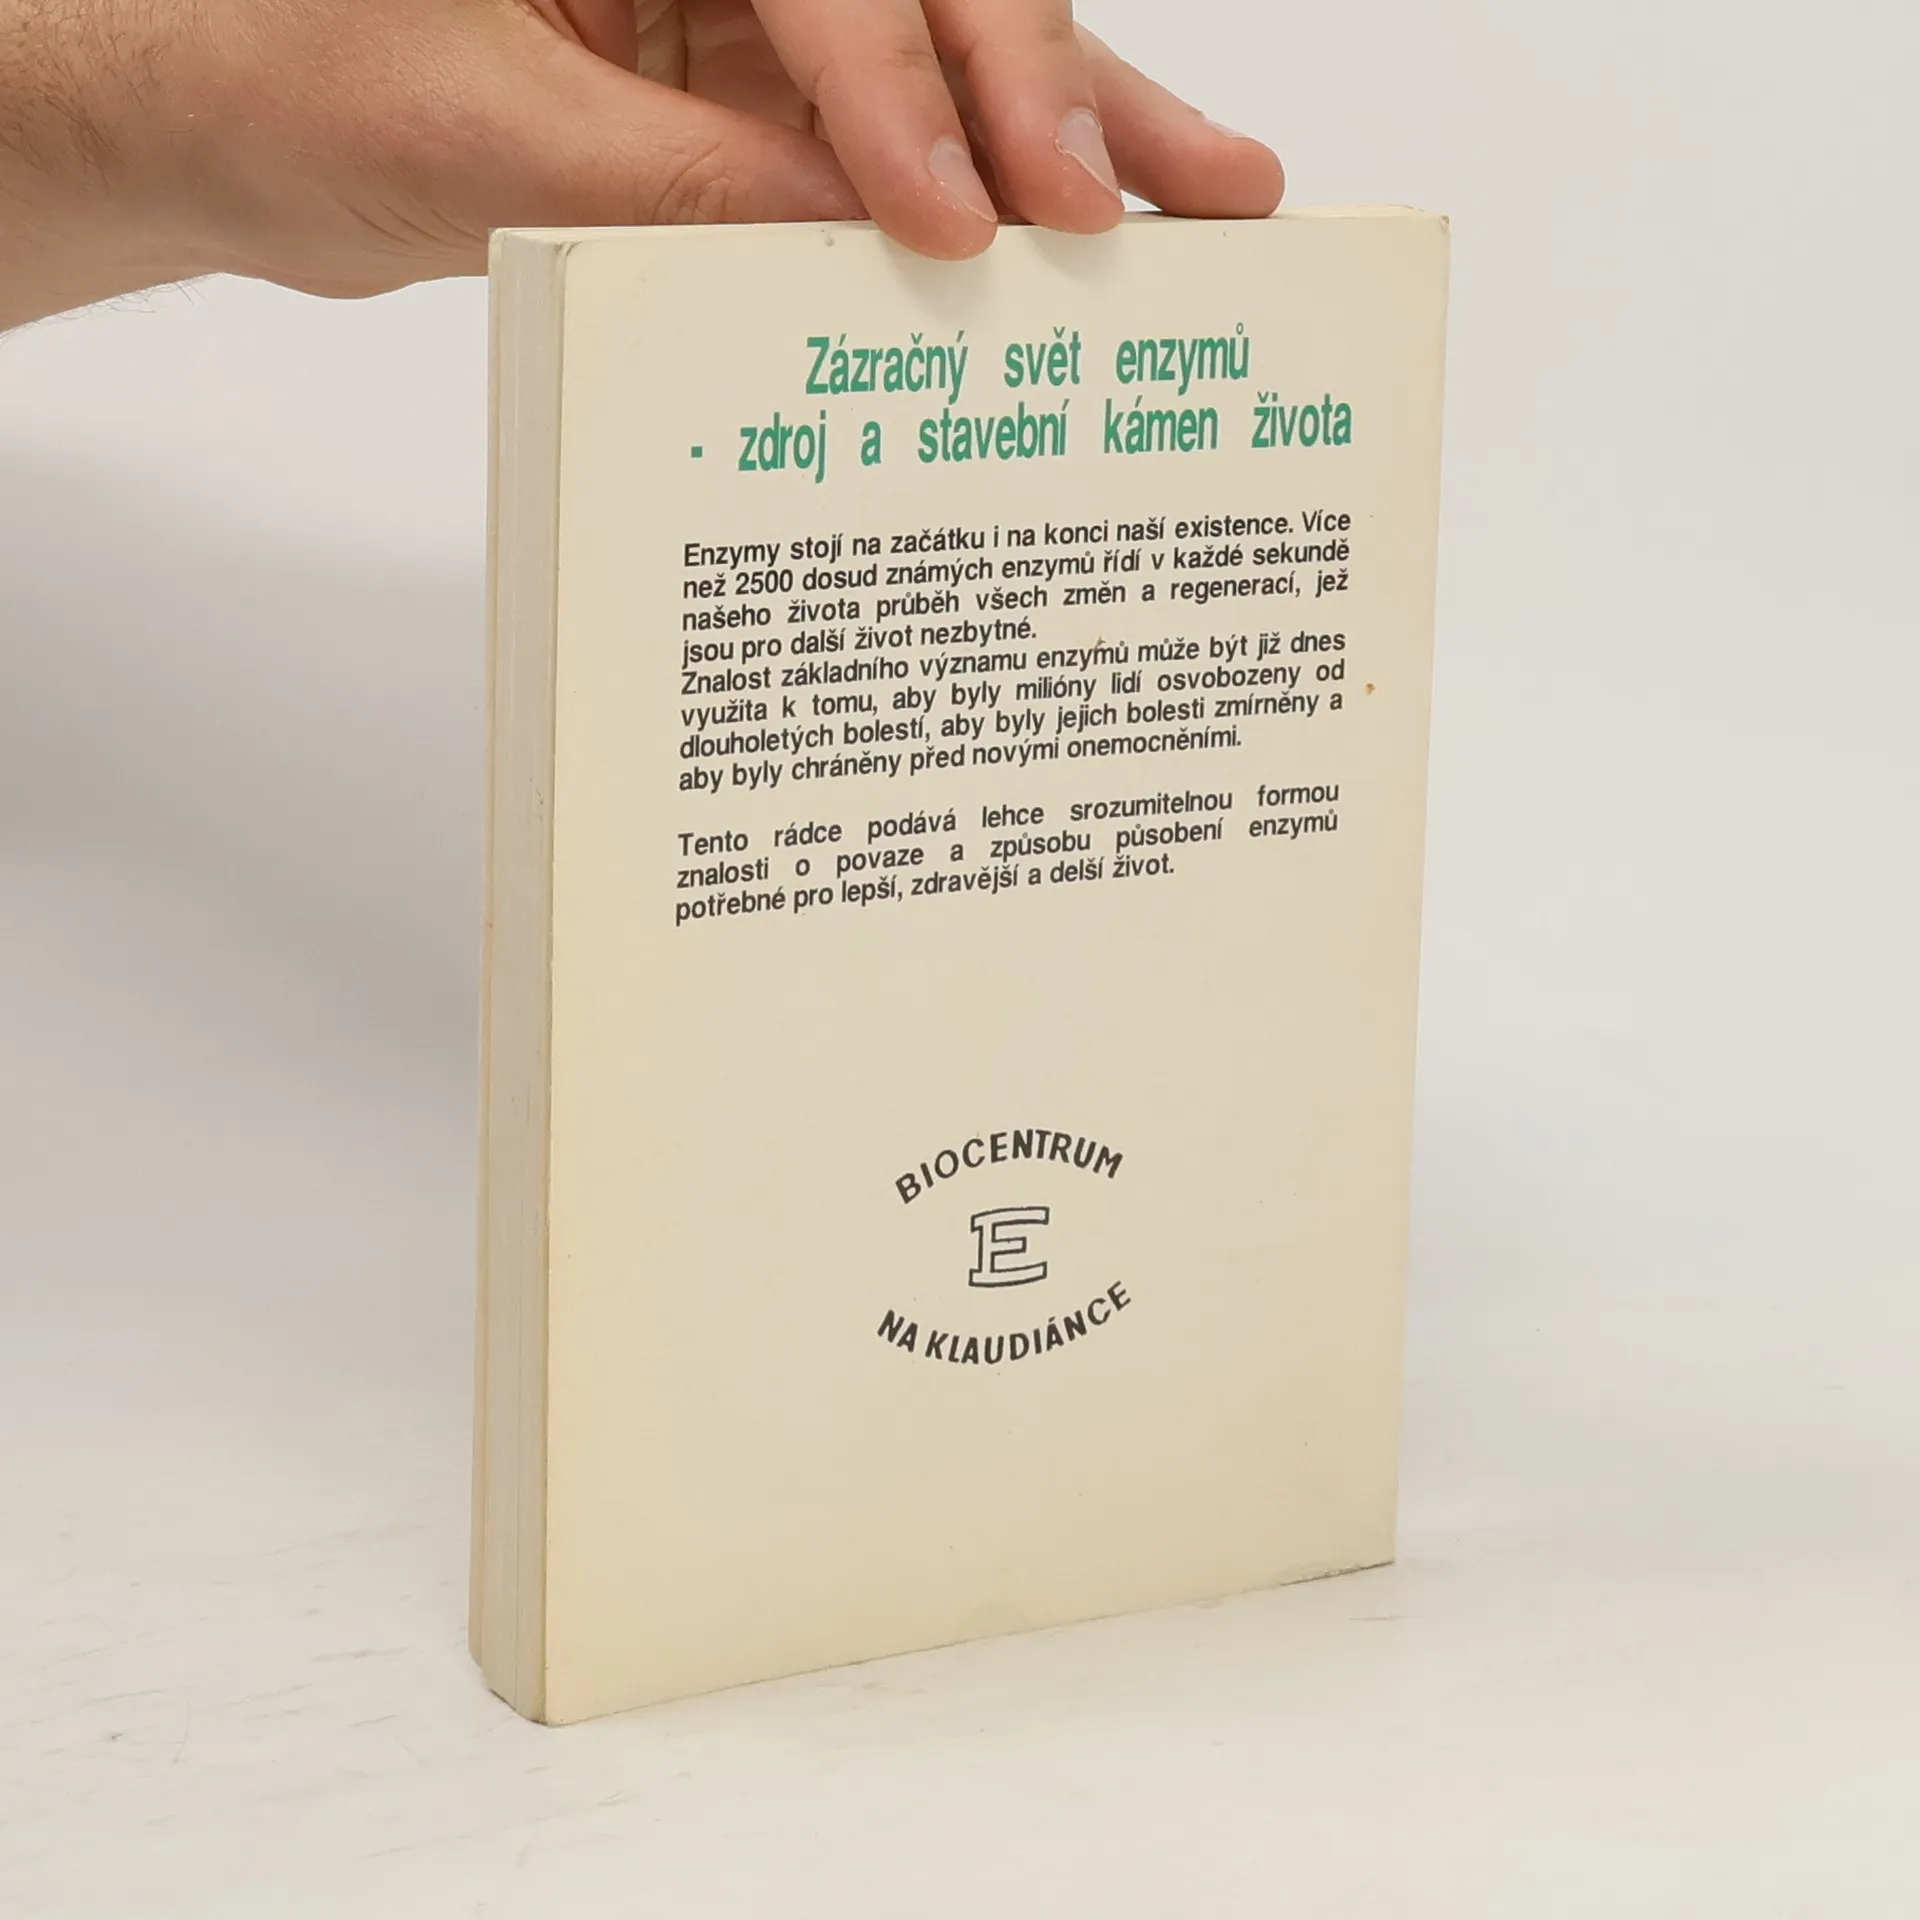 Zázračný svět enzymů
- zdroj a stavební kámen života
Enzymy stojí na začátku i na konci naší existence. Více
než 2500 dosud známých enzymů řídí v každé sekundě
našeho života průběh všech změn a regenerací, jež
jsou pro další život nezbytné.
Znalost základního významu enzymů může být již dnes
využita k tomu, aby byly milióny lidí osvobozeny od
dlouholetých bolestí, aby byly jejich bolesti zmírněny a
aby byly chráněny před novými onemocněními.
Tento rádce podává lehce srozumitelnou formou
znalosti o povaze a způsobu působení enzymů
potřebné pro lepší, zdravější a delší život.
BIOCENTRUM
E
NA KLAUDIÁNCE